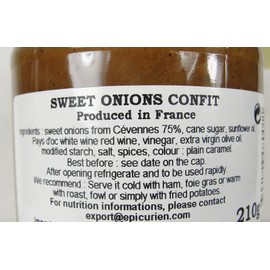 SWEET ONIONS CONFIT
Produced in France
Ingredients : sweet onions from Cévennes 75%, cane sugar, sunflower oil,
Pays d'oc white wine red wine, vinegar, extra virgin olive oil,
modified starch, salt, spices, colour : plain caramel.
Best before : see date on the cap.
After opening refrigerate and to be used rapidly.
We recommend : Serve it cold with ham, foie gras or warm
with roast, fowl or simply with fried potatoes.
For nutrition informations, please contact
export@epicurien.com
210g